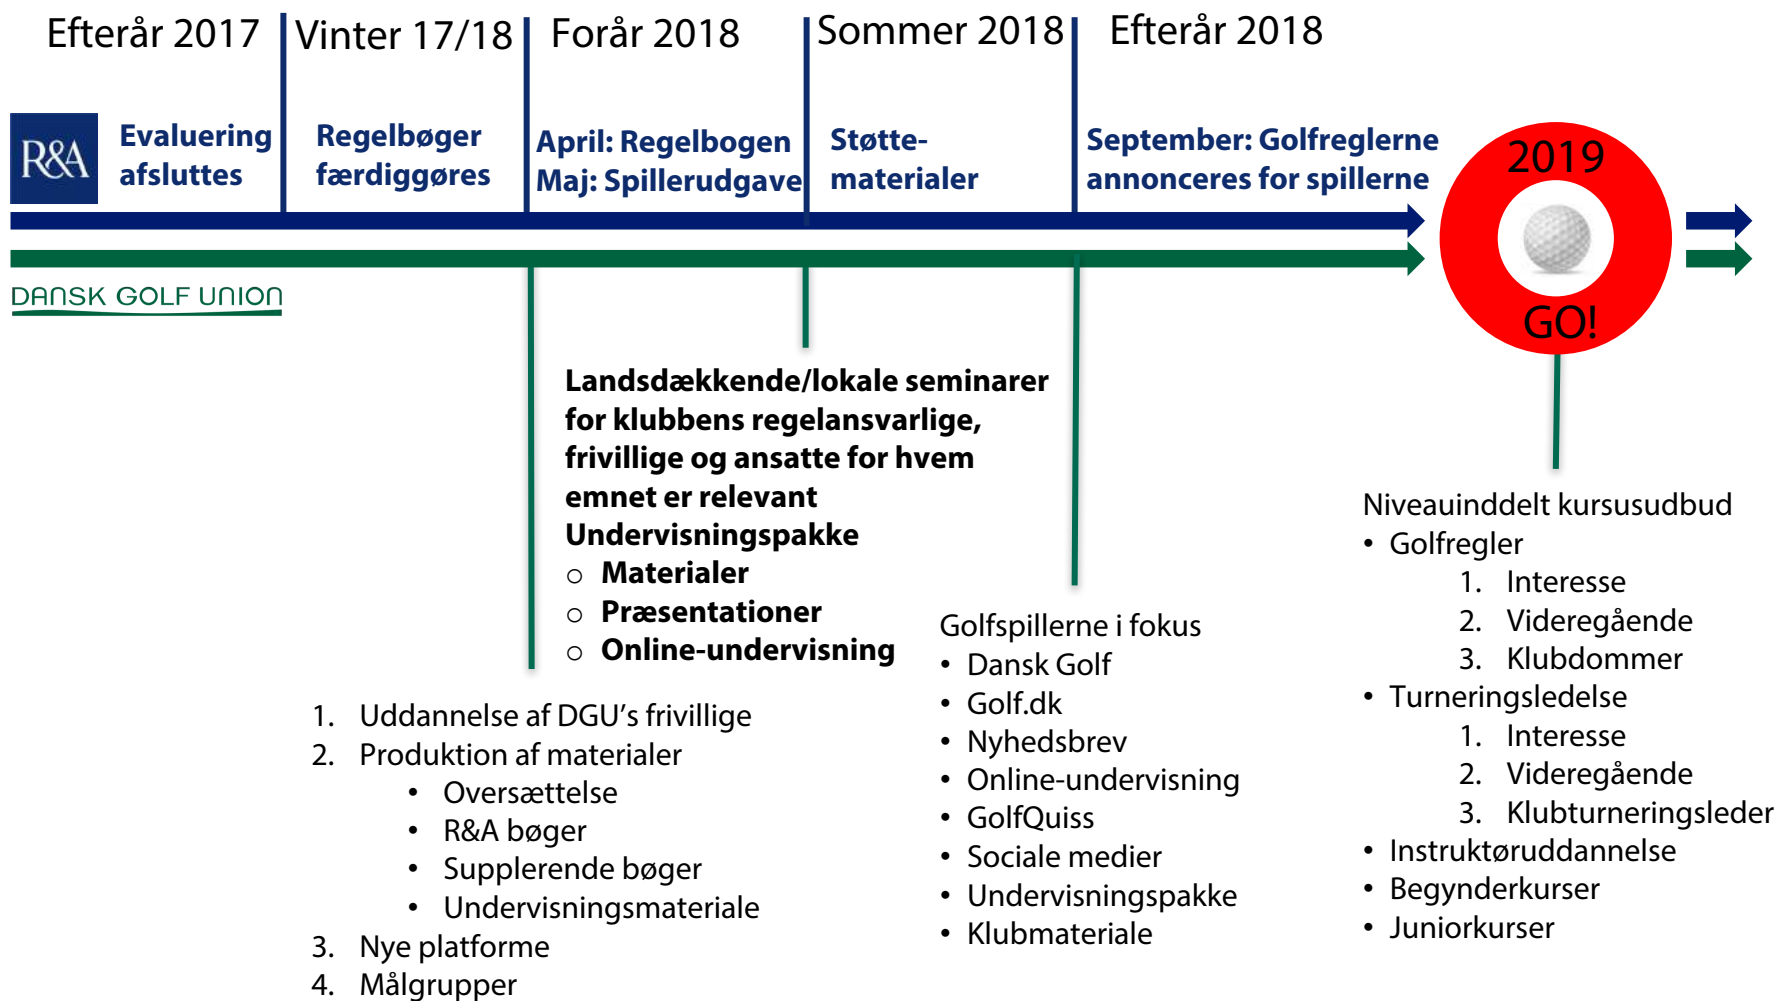 Efterår 2017
Vinter 17/18
Forår 2018
Sommer 2018
Efterår 2018
R&A
Evaluering
afsluttes
Regelbøger
færdiggøres
April: Regelbogen
Maj: Spillerudgave
Støtte-
materialer
September: Golfreglerne
annonceres for spillerne
2019
GO!
DANSK GOLF UNION
Landsdækkende/lokale seminarer
for klubbens regelansvarlige,
frivillige og ansatte for hvem
emnet er relevant
Undervisningspakke
o Materialer
o Præsentationer
o Online-undervisning
1. Uddannelse af DGU's frivillige
2. Produktion af materialer
• Oversættelse
• R&A bøger
• Supplerende bøger
• Undervisningsmateriale
3. Nye platforme
4. Målgrupper
Golfspillerne i fokus
• Dansk Golf
• Golf.dk
• Nyhedsbrev
• Online-undervisning
• GolfQuiss
• Sociale medier
• Undervisningspakke
• Klubmateriale
Niveauinddelt kursusudbud
• Golfregler
1. Interesse
2. Videregående
3. Klubdommer
• Turneringsledelse
1. Interesse
2. Videregående
3. Klubturneringsleder
• Instruktøruddannelse
• Begynderkurser
• Juniorkurser